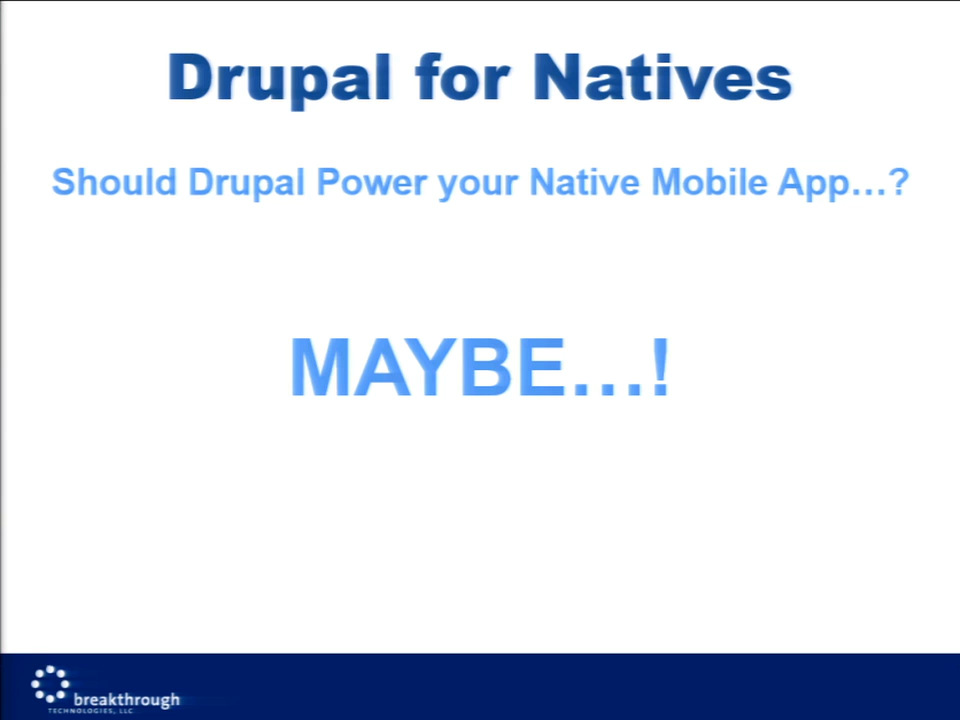 Drupal for Natives
Should Drupal Power your Native Mobile App…?
MAYBE…!
breakthrough
TECHNOLOGIES, LLC